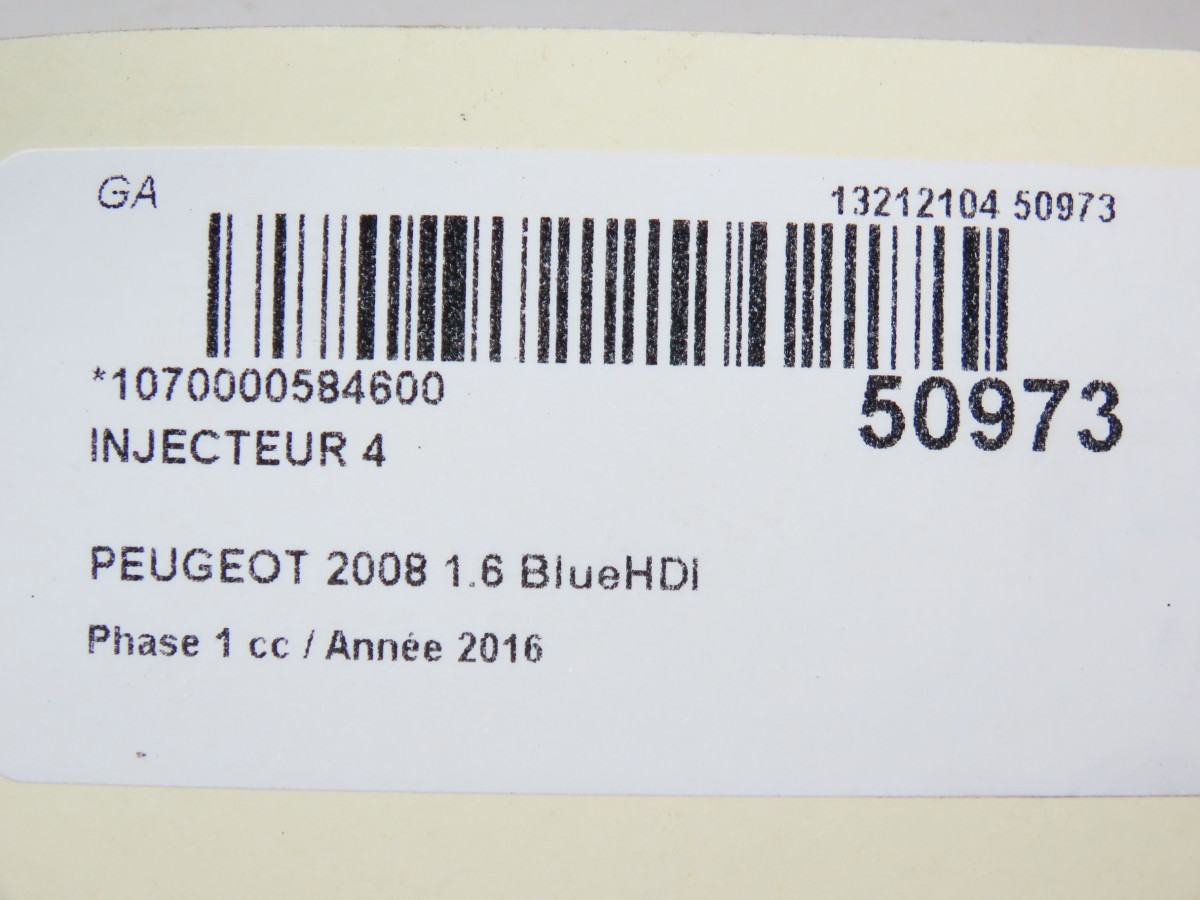 GA
13212104 50973
*1070000584600
50973
INJECTEUR 4
PEUGEOT 2008 1.6 BlueHDI
Phase 1 cc / Année 2016